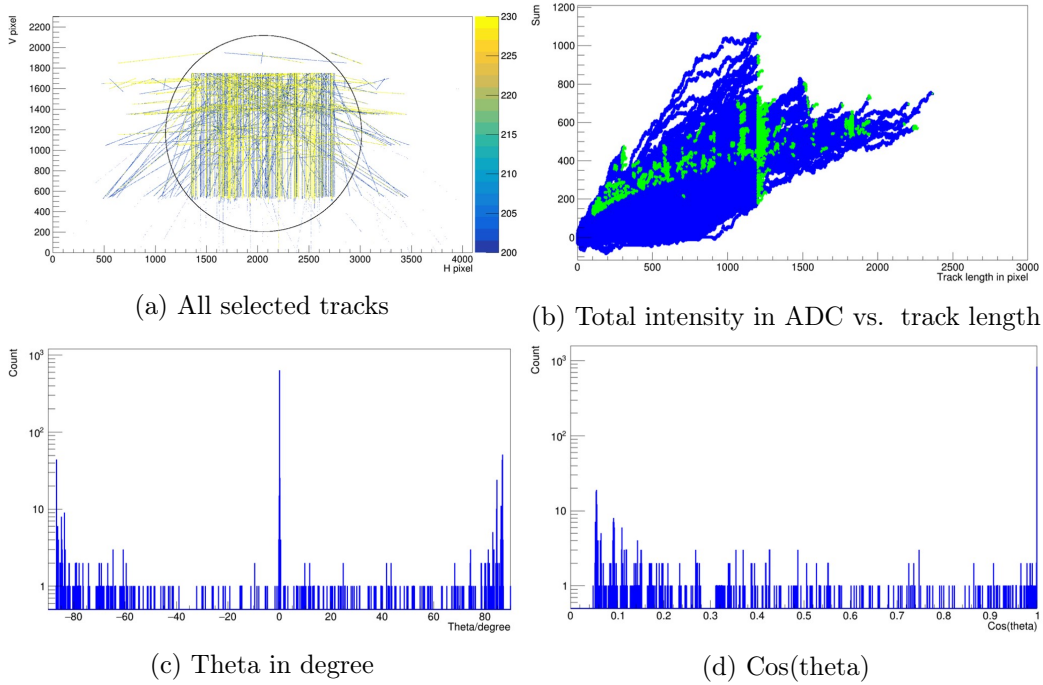 V pixel
2200
2000
1800
1600
1400
1200
1000
800
600
400
200
0
0 500 1000 1500 2000 2500 3000 3500 4000
H pixel
230
225
220
215
210
205
200
(a) All selected tracks
Sum
1200
1000
800
600
400
200
0
0 500 1000 1500 2000 2500 3000
Track length in pixel
(b) Total intensity in ADC vs. track length
Count
10³
10²
10
1
−80 −60 −40 −20 0 20 40 60 80
Theta/degree
(c) Theta in degree
Count
10³
10²
10
1
0 0.1 0.2 0.3 0.4 0.5 0.6 0.7 0.8 0.9 1
Cos(theta)
(d) Cos(theta)